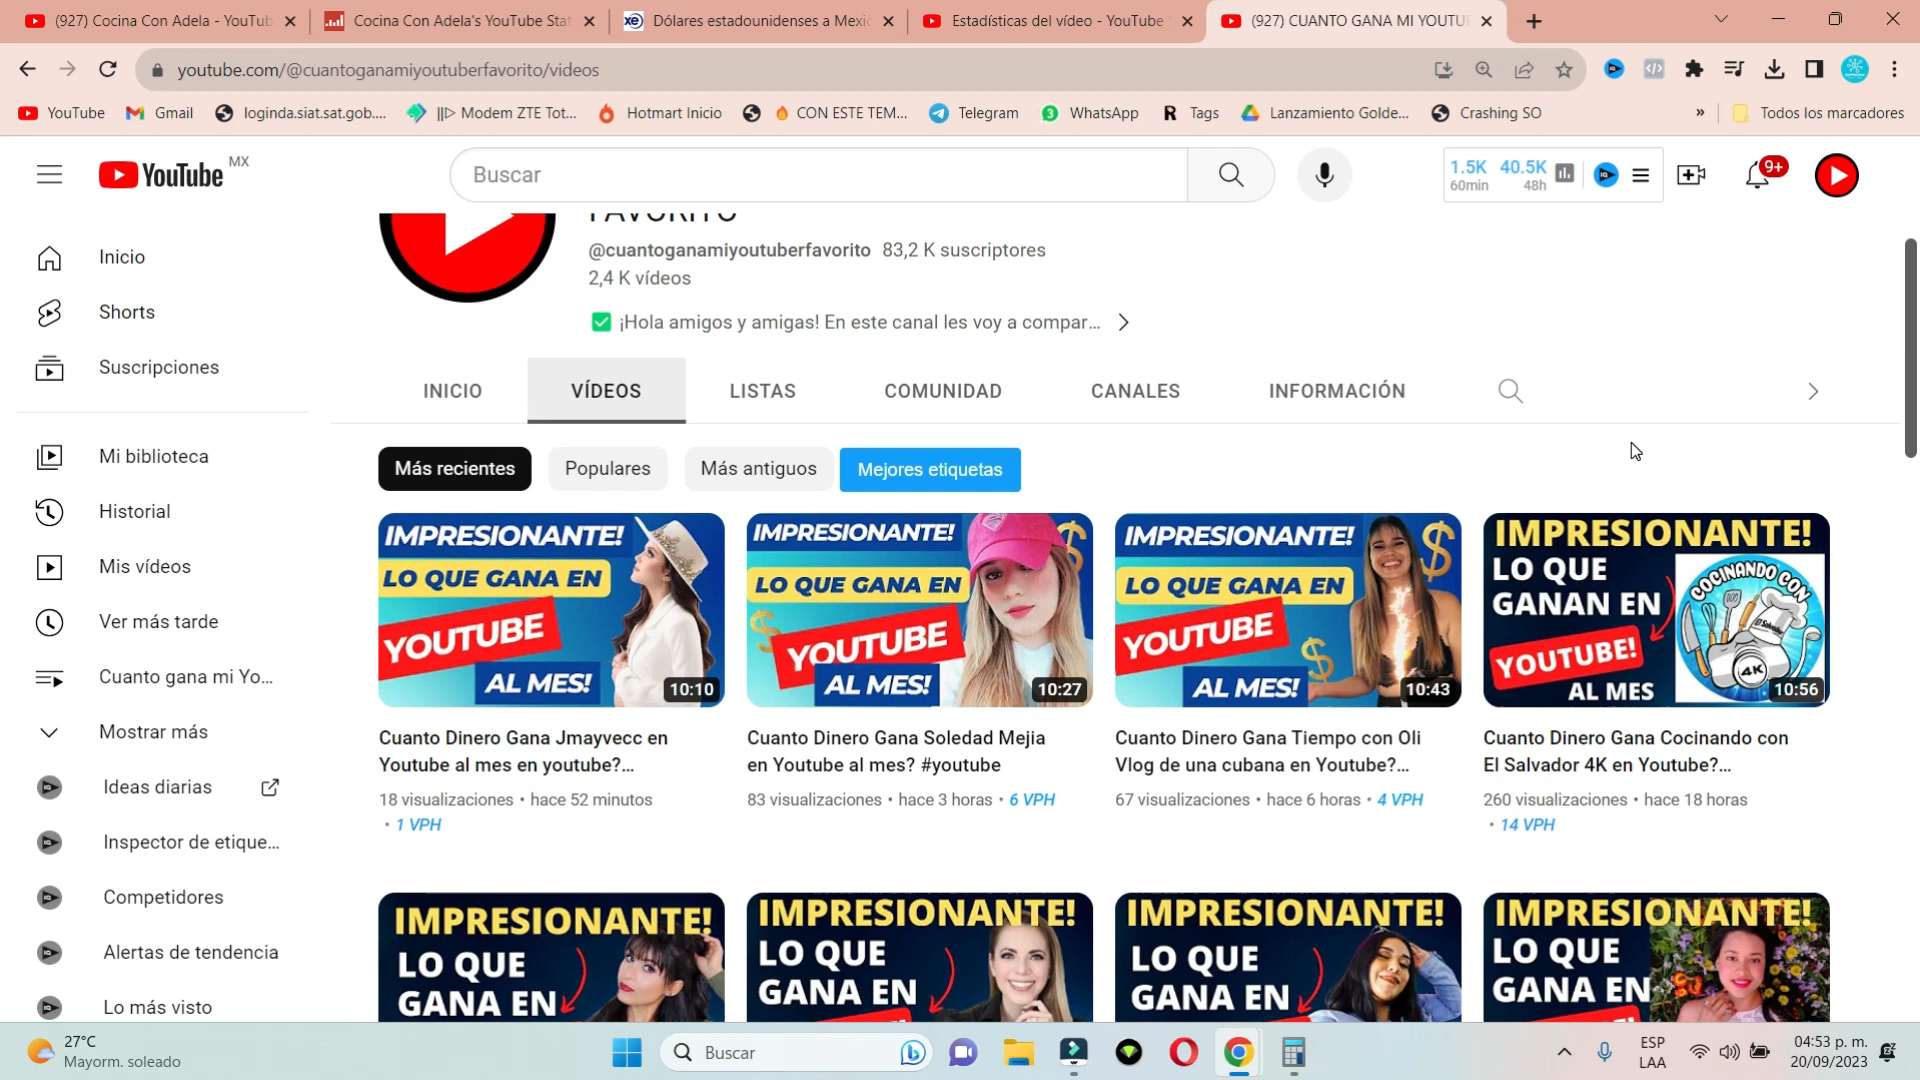 (927) Cocina Con Adela - YouTub
Cocina Con Adela's YouTube Stat
Dólares estadounidenses a Mexic
Estadísticas del vídeo - YouTube
(927) CUANTO GANA MI YOUTU
youtube.com/@cuantoganamiyoutuberfavorito/videos
YouTube
Gmail
loginda.siat.sat.gob....
||▷ Modem ZTE Tot...
Hotmart Inicio
CON ESTE TEM...
Telegram
WhatsApp
Tags
Lanzamiento Golde...
Crashing SO
»
Todos los marcadores
YouTube MX
Buscar
1.5K 60min
40.5K 48h
9+
FAVORITO
@cuantoganamiyoutuberfavorito 83,2 K suscriptores
2,4 K vídeos
¡Hola amigos y amigas! En este canal les voy a compar...
INICIO
VÍDEOS
LISTAS
COMUNIDAD
CANALES
INFORMACIÓN
Más recientes
Populares
Más antiguos
Mejores etiquetas
Inicio
Shorts
Suscripciones
Mi biblioteca
Historial
Mis vídeos
Ver más tarde
Cuanto gana mi Yo...
Mostrar más
Ideas diarias
Inspector de etique...
Competidores
Alertas de tendencia
Lo más visto
IMPRESIONANTE!
LO QUE GANA EN
YOUTUBE
AL MES!
10:10
Cuanto Dinero Gana Jmayvecc en
Youtube al mes en youtube?...
18 visualizaciones • hace 52 minutos
• 1 VPH
IMPRESIONANTE!
LO QUE GANA EN
YOUTUBE
AL MES!
10:27
Cuanto Dinero Gana Soledad Mejia
en Youtube al mes? #youtube
83 visualizaciones • hace 3 horas • 6 VPH
IMPRESIONANTE!
LO QUE GANA EN
YOUTUBE
AL MES!
10:43
Cuanto Dinero Gana Tiempo con Oli
Vlog de una cubana en Youtube?...
67 visualizaciones • hace 6 horas • 4 VPH
IMPRESIONANTE!
LO QUE
GANAN EN
YOUTUBE!
AL MES
COCINANDO CON
El Salvador
4K
10:56
Cuanto Dinero Gana Cocinando con
El Salvador 4K en Youtube?...
260 visualizaciones • hace 18 horas
• 14 VPH
IMPRESIONANTE!
LO QUE
GANA EN
IMPRESIONANTE!
LO QUE
GANA EN
IMPRESIONANTE!
LO QUE
GANA EN
IMPRESIONANTE!
LO QUE
GANA EN
27°C
Mayorm. soleado
Buscar
ESP
LAA
04:53 p. m.
20/09/2023